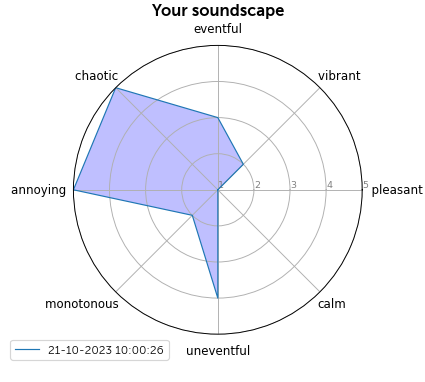 Your soundscape
eventful
chaotic
vibrant
annoying
1
2
3
4
5
pleasant
monotonous
calm
21-10-2023 10:00:26
uneventful